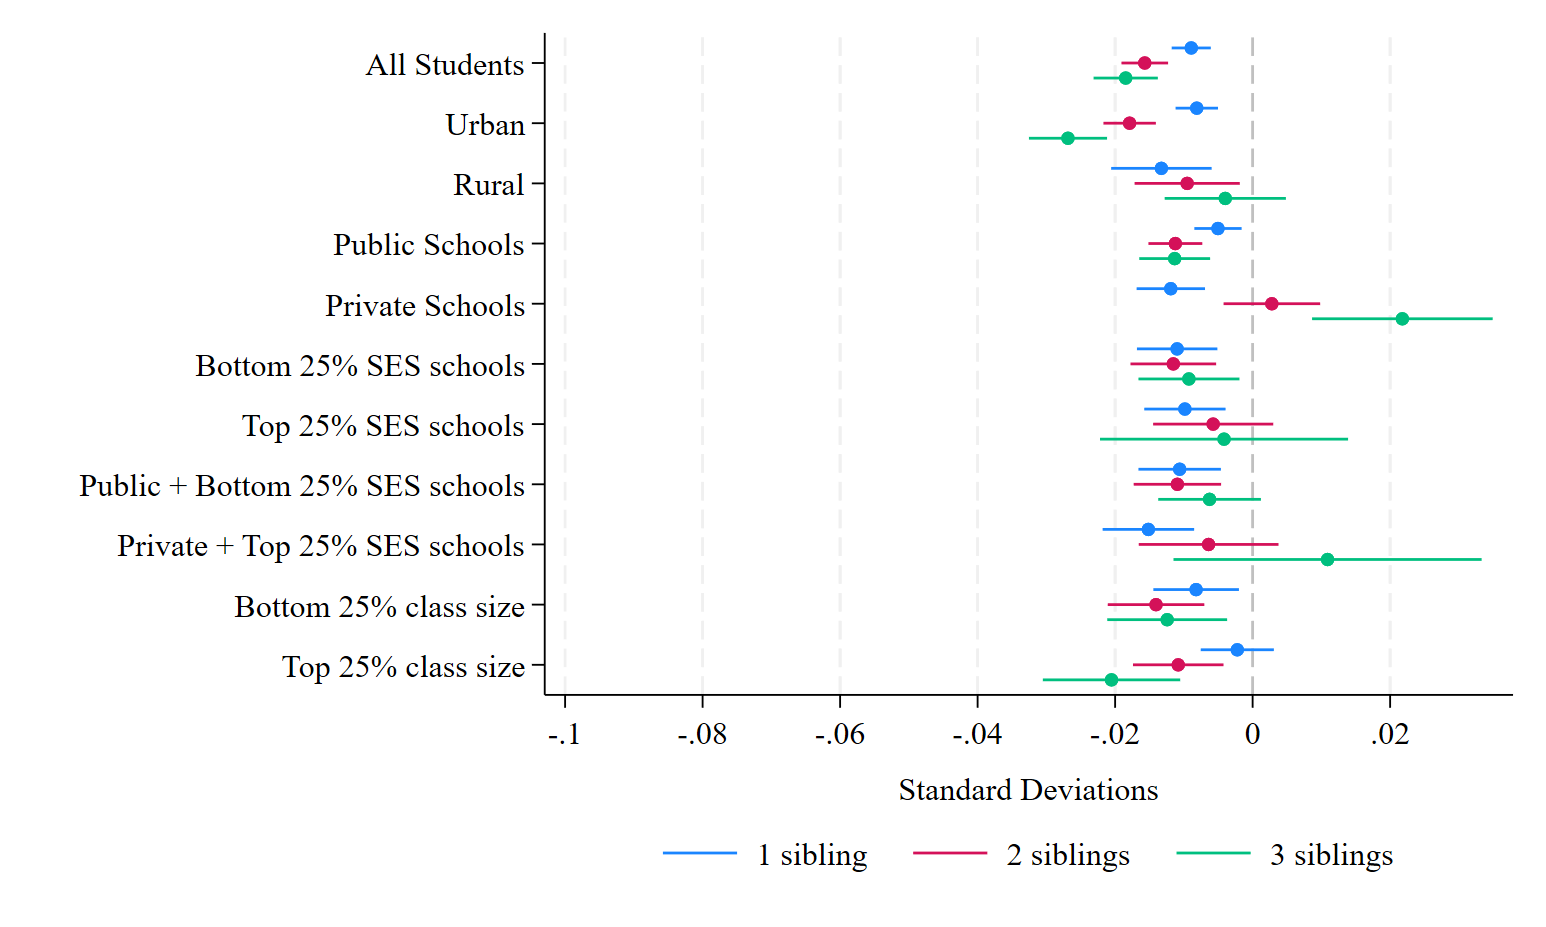 All Students
Urban
Rural
Public Schools
Private Schools
Bottom 25% SES schools
Top 25% SES schools
Public + Bottom 25% SES schools
Private + Top 25% SES schools
Bottom 25% class size
Top 25% class size
-.1 -.08 -.06 -.04 -.02 0 .02
Standard Deviations
1 sibling 2 siblings 3 siblings